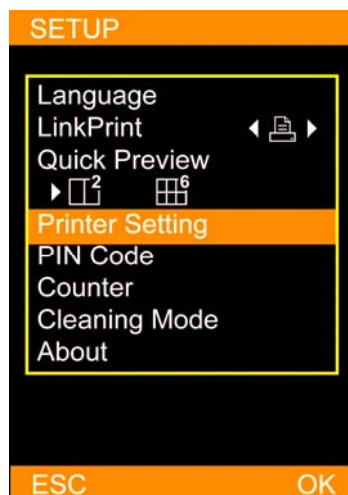 SETUP
Language
LinkPrint
Quick Preview
2 6
Printer Setting
PIN Code
Counter
Cleaning Mode
About
ESC OK